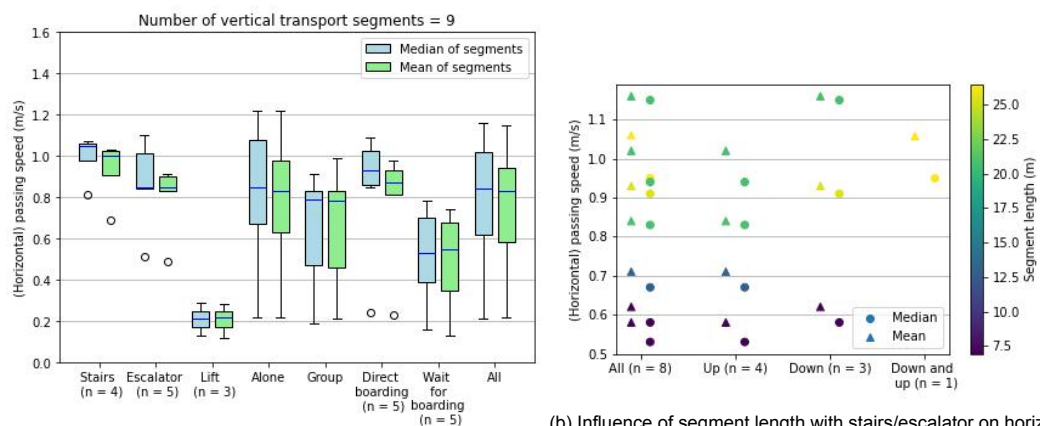 Number of vertical transport segments = 9
1.6
1.4
1.2
1.0
0.8
0.6
0.4
0.2
0.0
(Horizontal) passing speed (m/s)
Median of segments
Mean of segments
Stairs
(n = 4)
Escalator
(n = 5)
Lift
(n = 3)
Alone
Group
Direct
boarding
(n = 5)
Wait
for
boarding
(n = 5)
All
1.1
1.0
0.9
0.8
0.7
0.6
0.5
(Horizontal) passing speed (m/s)
Median
Mean
All (n = 8)
Up (n = 4)
Down (n = 3)
Down and
up (n = 1)
25.0
22.5
20.0
17.5
15.0
12.5
10.0
7.5
Segment length (m)
(b) Influence of segment length with stairs/escalator on horiz